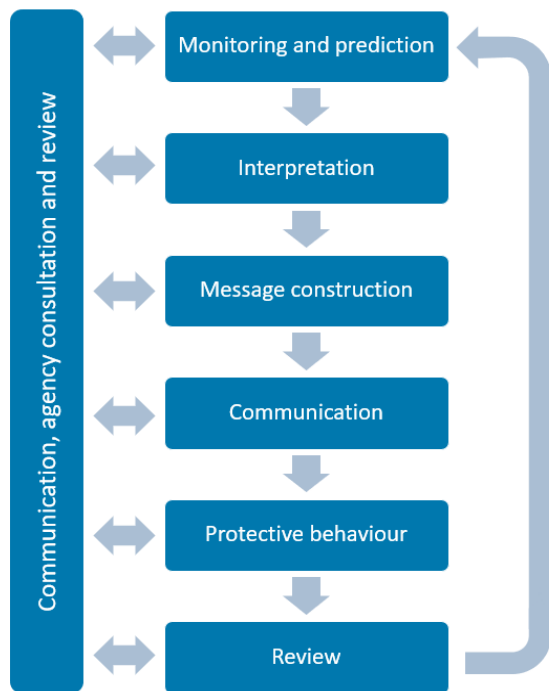 Communication, agency consultation and review
Monitoring and prediction
Interpretation
Message construction
Communication
Protective behaviour
Review